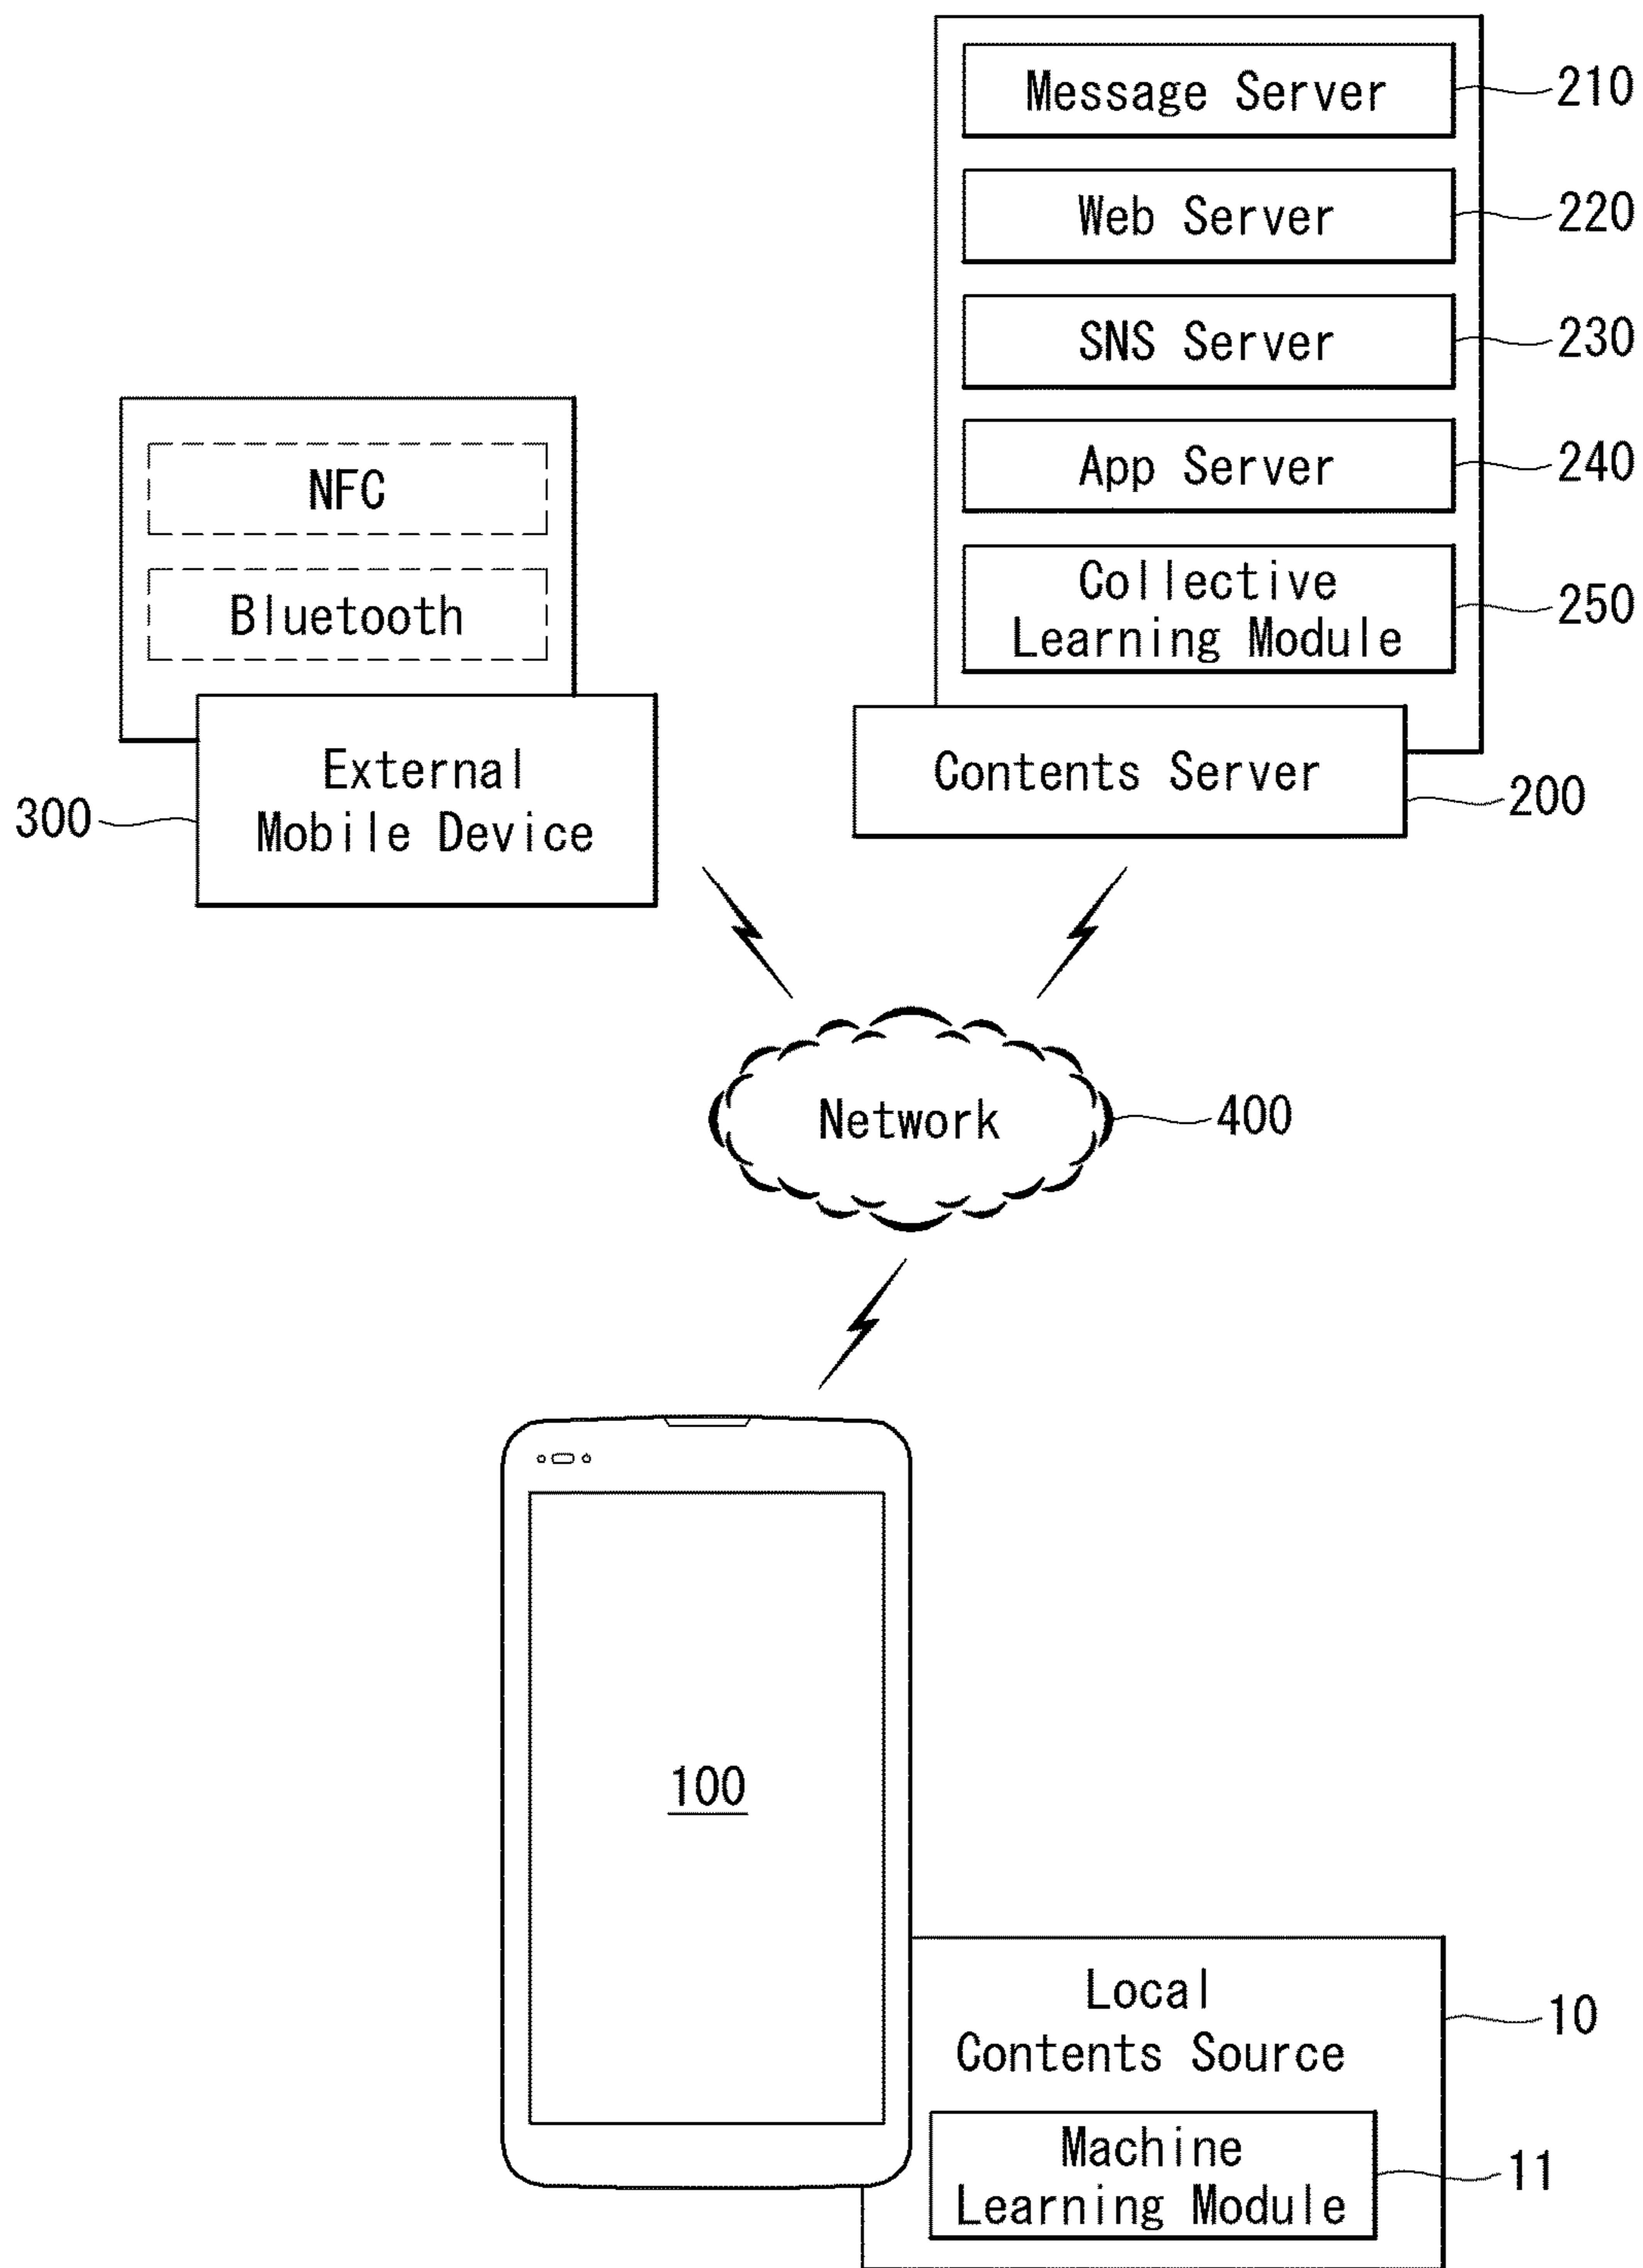 Message Server
210
Web Server
220
SNS Server
230
App Server
240
Collective
Learning Module
250
Contents Server
200
NFC
Bluetooth
External
Mobile Device
300
Network
400
100
Local
Contents Source
10
Machine
Learning Module
11